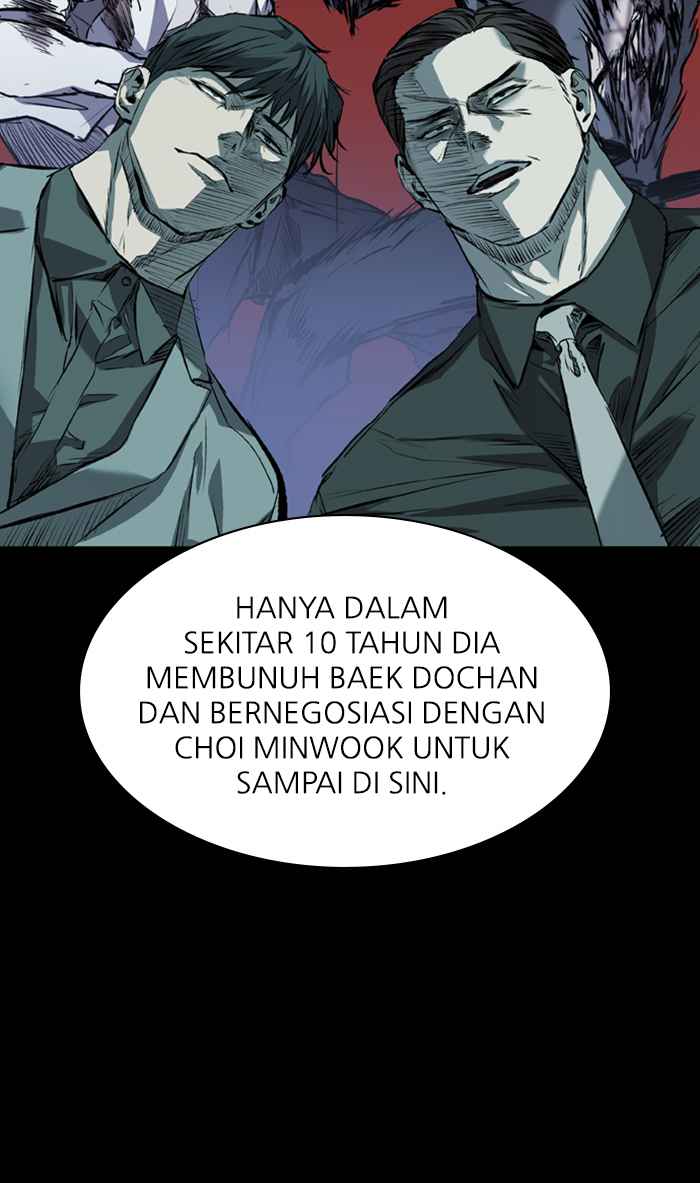 HANYA DALAM
SEKITAR 10 TAHUN DIA
MEMBUNUH BAEK DOCHAN
DAN BERNEGOSIASI DENGAN
CHOI MINWOOK UNTUK
SAMPAI DI SINI.